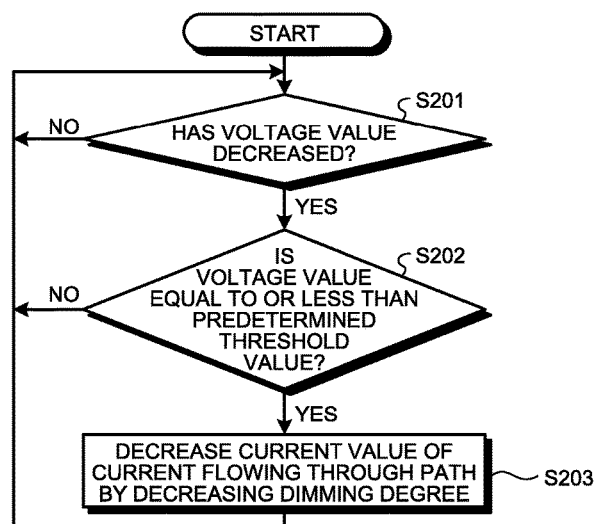 START
S201
NO
HAS VOLTAGE VALUE
DECREASED?
YES
S202
IS
VOLTAGE VALUE
NO
EQUAL TO OR LESS THAN
PREDETERMINED
THRESHOLD
VALUE?
YES
DECREASE CURRENT VALUE OF
CURRENT FLOWING THROUGH PATH
BY DECREASING DIMMING DEGREE
S203